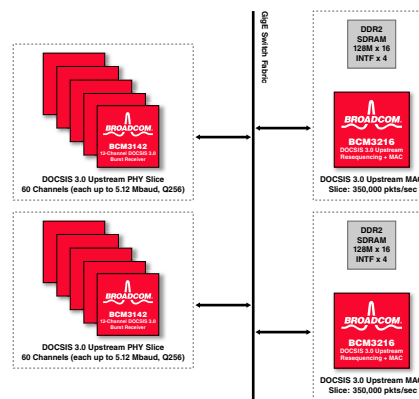 GigE Switch Fabric
BROADCOM.
BCM3142
13-Channel DOCSIS 3.0
Burst Receiver
DOCSIS 3.0 Upstream PHY Slice
60 Channels (each up to 5.12 Mbaud, Q256)
DDR2
SDRAM
128M x 16
INTF x 4
BROADCOM.
BCM3216
DOCSIS 3.0 Upstream
Resequencing + MAC
DOCSIS 3.0 Upstream MAC
Slice: 350,000 pkts/sec
BROADCOM.
BCM3142
13-Channel DOCSIS 3.0
Burst Receiver
DOCSIS 3.0 Upstream PHY Slice
60 Channels (each up to 5.12 Mbaud, Q256)
DDR2
SDRAM
128M x 16
INTF x 4
BROADCOM.
BCM3216
DOCSIS 3.0 Upstream
Resequencing + MAC
DOCSIS 3.0 Upstream MAC
Slice: 350,000 pkts/sec